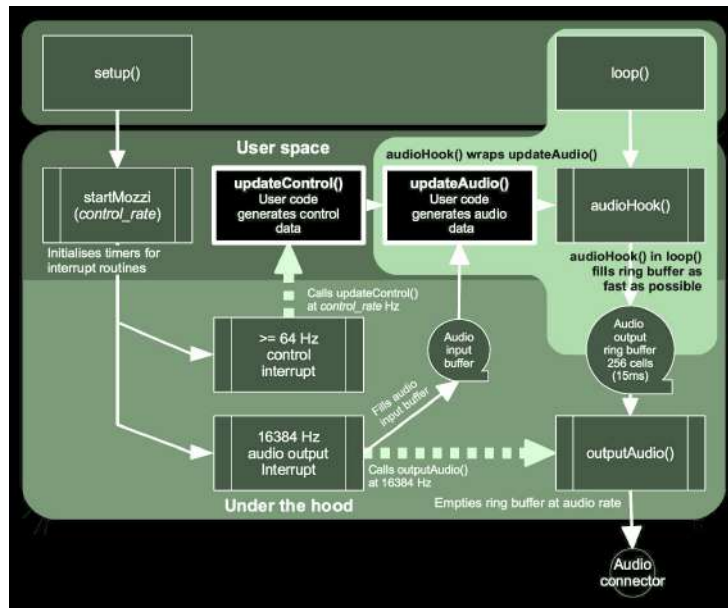 setup()
loop()
User space
audioHook() wraps updateAudio()
startMozzi
(control_rate)
updateControl()
User code
generates control
data
updateAudio()
User code
generates audio
data
audioHook()
Initialises timers for
interrupt routines
audioHook() in loop()
fills ring buffer as
fast as possible
Calls updateControl()
at control_rate Hz
>= 64 Hz
control
interrupt
Audio
input
buffer
Audio
output
ring buffer
256 cells
(15ms)
Fills audio
input buffer
16384 Hz
audio output
Interrupt
Calls outputAudio()
at 16384 Hz
outputAudio()
Under the hood
Empties ring buffer at audio rate
Audio
connector